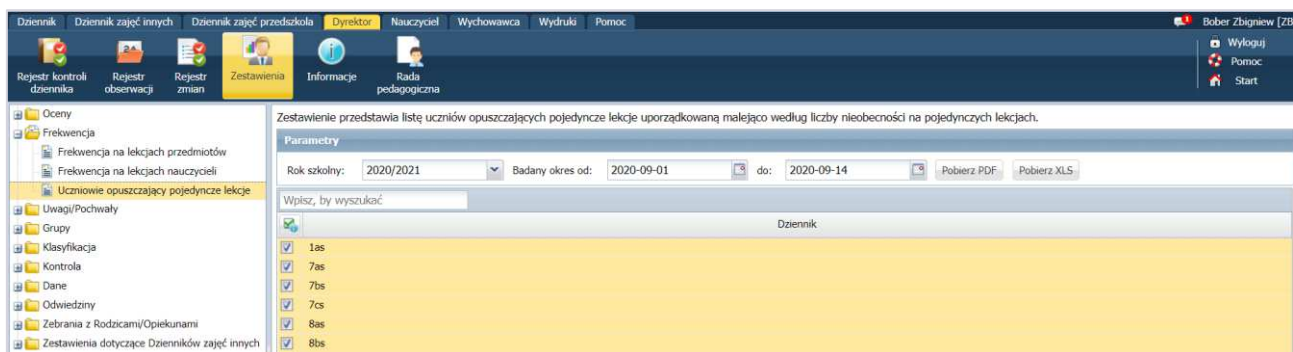 Dziennik Dziennik zajęć innych Dziennik zajęć przedszkola Dyrektor Nauczyciel Wychowawca Wydruki Pomoc Bober Zbigniew [ZB
Rejestr kontroli dziennika
Rejestr obserwacji
Rejestr zmian
Zestawienia
Informacje
Rada pedagogiczna
Wyloguj
Pomoc
Start
Oceny
Frekwencja
Frekwencja na lekcjach przedmiotów
Frekwencja na lekcjach nauczycieli
Uczniowie opuszczający pojedyncze lekcje
Uwagi/Pochwały
Grupy
Klasyfikacja
Kontrola
Dane
Odwiedziny
Zebrania z Rodzicami/Opiekunami
Zestawienia dotyczące Dzienników zajęć innych
Zestawienie przedstawia listę uczniów opuszczających pojedyncze lekcje uporządkowaną malejąco według liczby nieobecności na pojedynczych lekcjach.
Parametry
Rok szkolny: 2020/2021 Badany okres od: 2020-09-01 do: 2020-09-14 Pobierz PDF Pobierz XLS
Wpisz, by wyszukać
Dziennik
1as
7as
7bs
7cs
8as
8bs